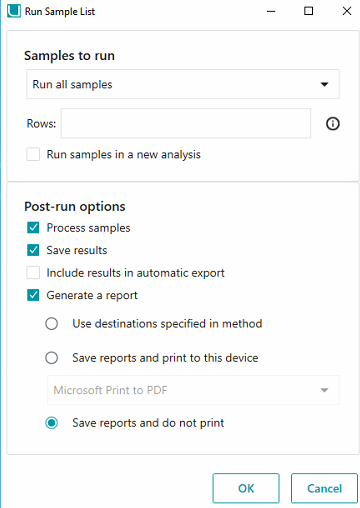 Run Sample List
Samples to run
Run all samples
Rows:
Run samples in a new analysis
Post-run options
Process samples
Save results
Include results in automatic export
Generate a report
Use destinations specified in method
Save reports and print to this device
Microsoft Print to PDF
Save reports and do not print
OK Cancel